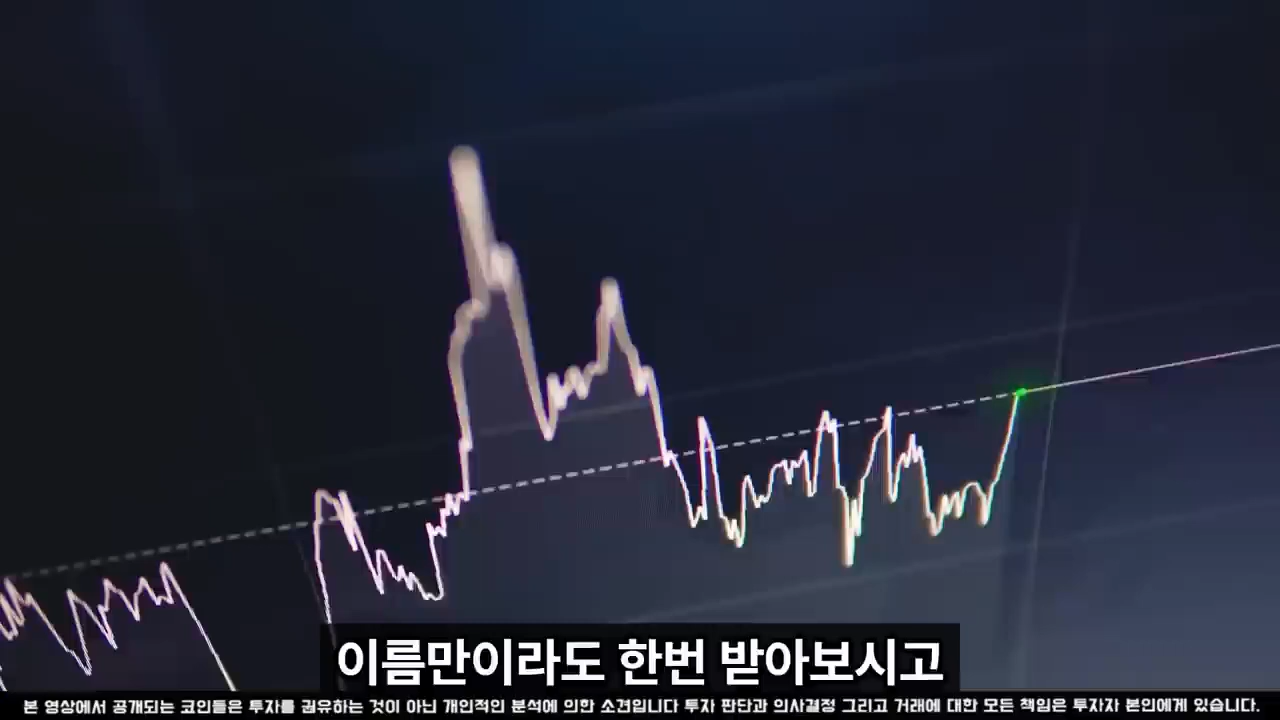 이름만이라도 한번 받아보시고
본 영상에서 공개되는 코인들은 투자를 권유하는 것이 아닌 개인적인 분석에 의한 소견입니다 투자 판단과 의사결정 그리고 거래에 대한 모든 책임은 투자자 본인에게 있습니다.